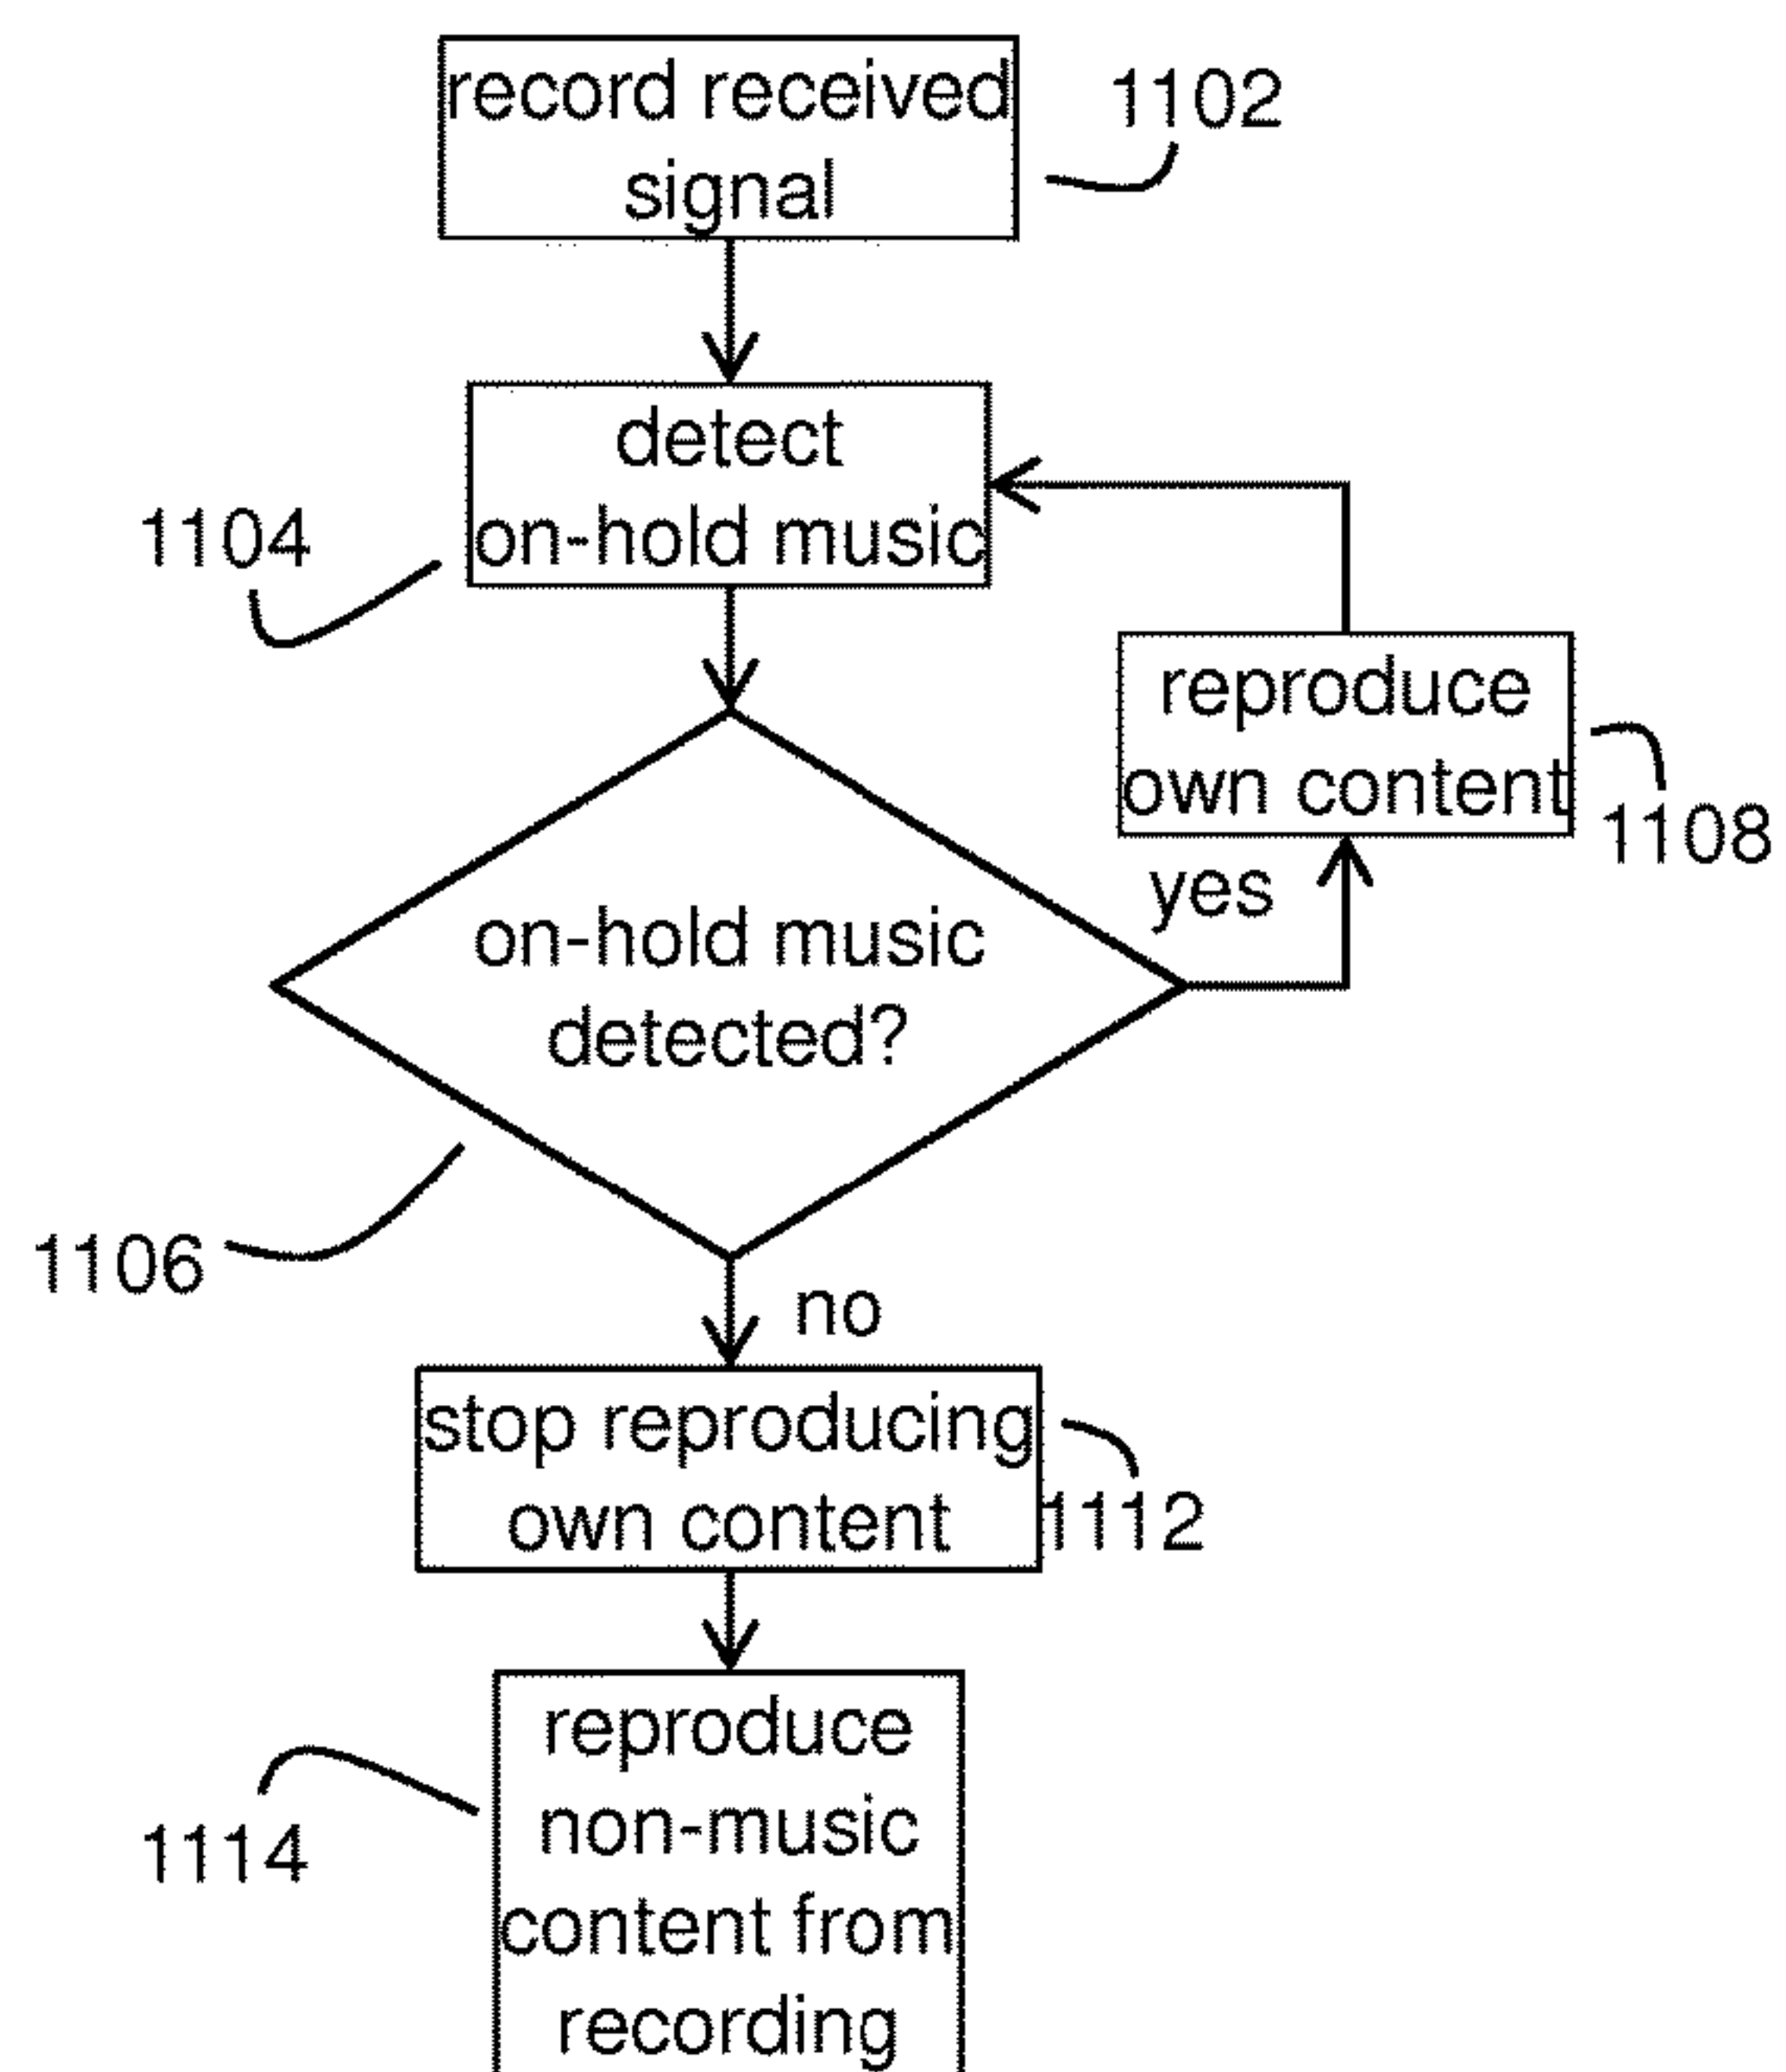 record received
signal
1102
detect
on-hold music
1104
reproduce
own content
1108
yes
on-hold music
detected?
1106
no
stop reproducing
own content
1112
reproduce
non-music
content from
recording
1114